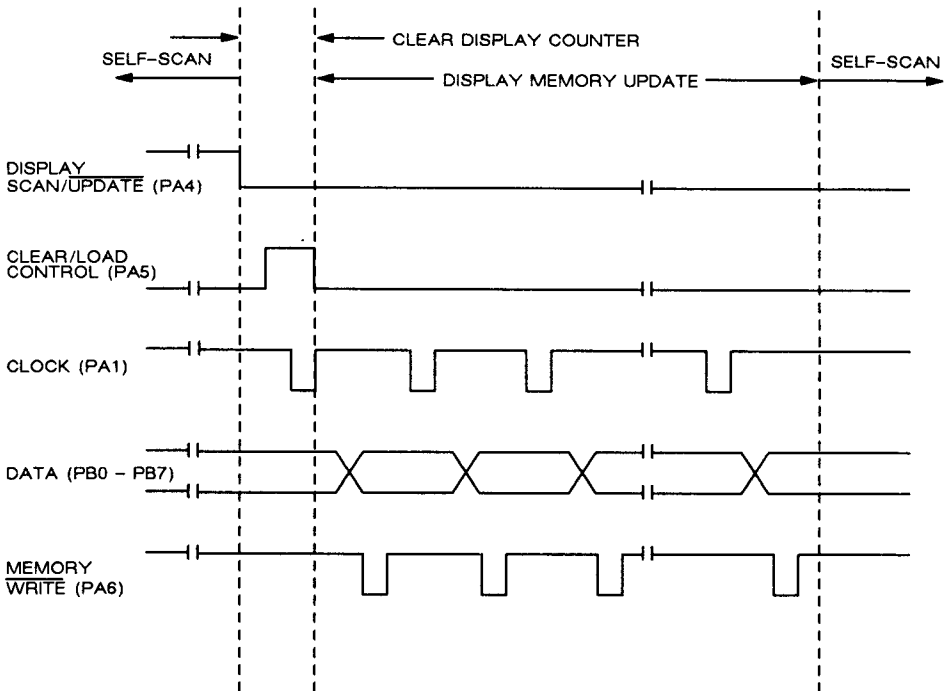 CLEAR DISPLAY COUNTER
SELF-SCAN
DISPLAY MEMORY UPDATE
SELF-SCAN
DISPLAY
SCAN/UPDATE (PA4)
CLEAR/LOAD
CONTROL (PA5)
CLOCK (PA1)
DATA (PB0 - PB7)
MEMORY
WRITE (PA6)